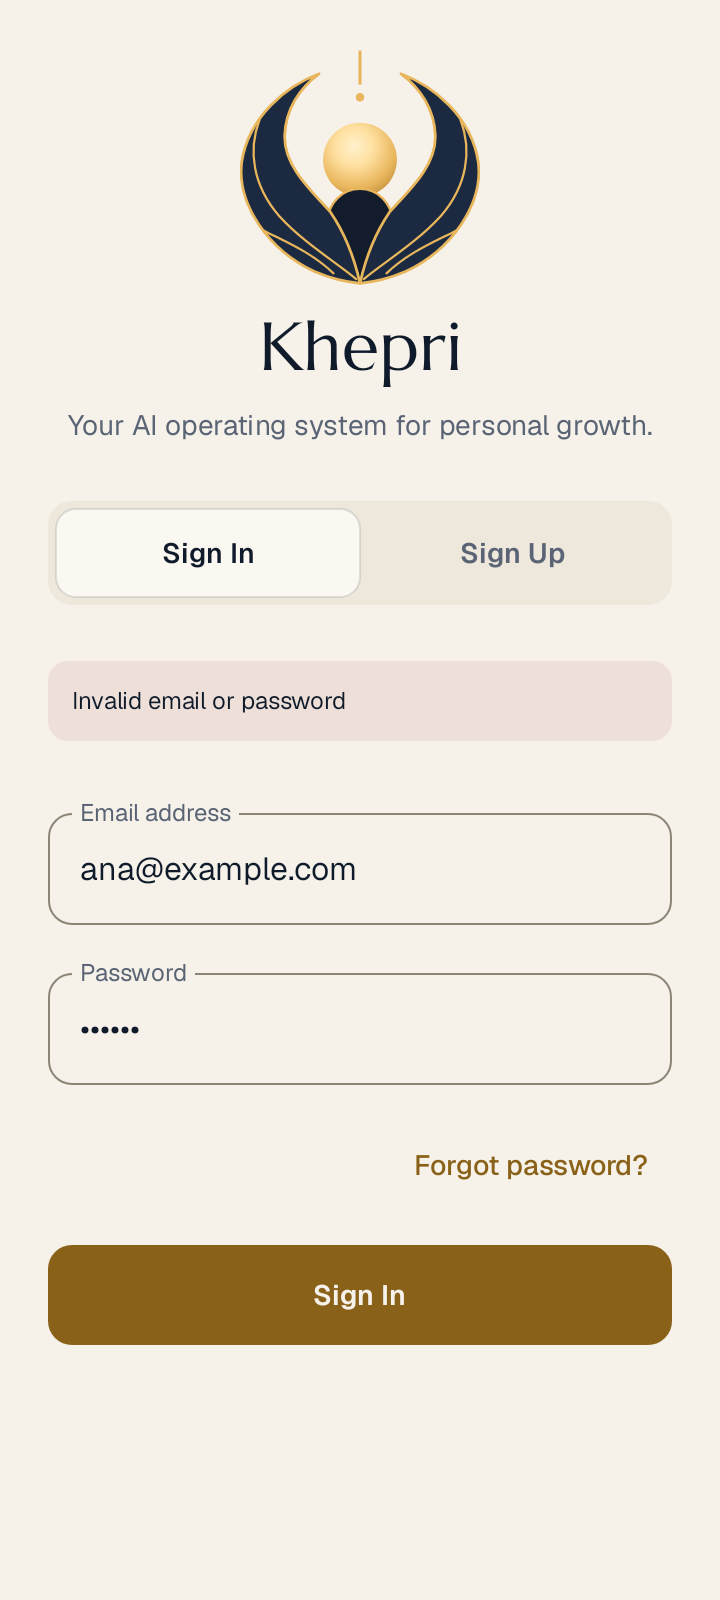 Khepri
Your AI operating system for personal growth.
Sign In
Sign Up
Invalid email or password
Email address
ana@example.com
Password
••••••
Forgot password?
Sign In